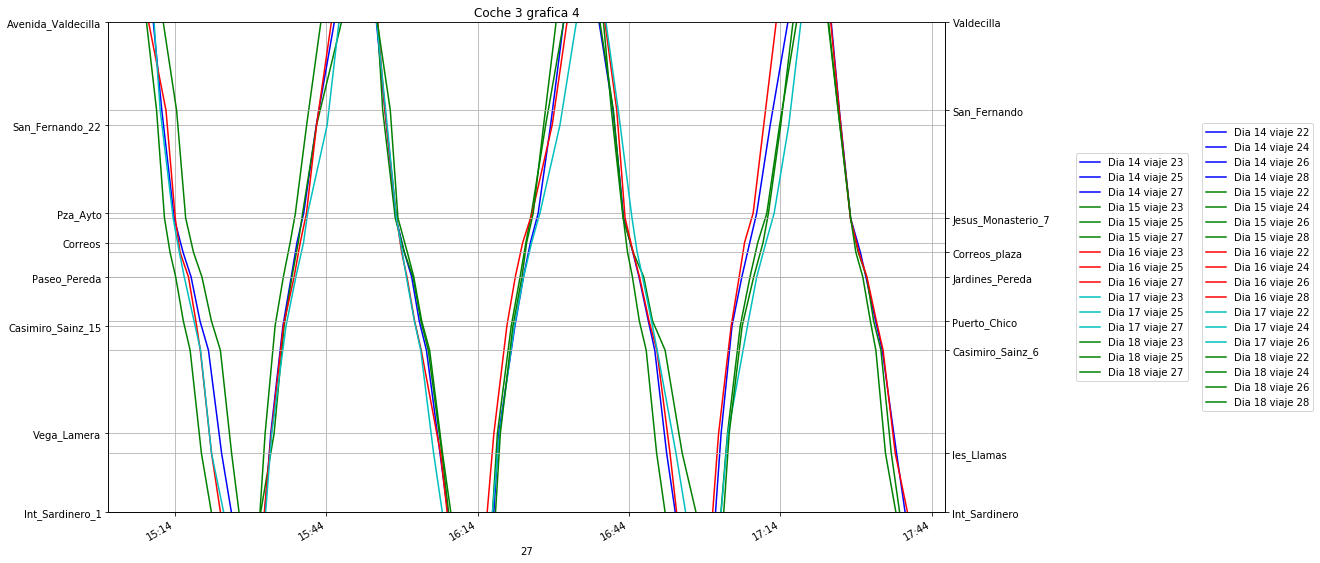 Coche 3 grafica 4
Avenida_Valdecilla
San_Fernando_22
Pza_Ayto
Correos
Paseo_Pereda
Casimiro_Sainz_15
Vega_Lamera
Int_Sardinero_1
Valdecilla
San_Fernando
Jesus_Monasterio_7
Correos_plaza
Jardines_Pereda
Puerto_Chico
Casimiro_Sainz_6
Ies_Llamas
Int_Sardinero
15:14
15:44
16:14
16:44
17:14
17:44
27
Dia 14 viaje 23
Dia 14 viaje 25
Dia 14 viaje 27
Dia 15 viaje 23
Dia 15 viaje 25
Dia 15 viaje 27
Dia 16 viaje 23
Dia 16 viaje 25
Dia 16 viaje 27
Dia 17 viaje 23
Dia 17 viaje 25
Dia 17 viaje 27
Dia 18 viaje 23
Dia 18 viaje 25
Dia 18 viaje 27
Dia 14 viaje 22
Dia 14 viaje 24
Dia 14 viaje 26
Dia 14 viaje 28
Dia 15 viaje 22
Dia 15 viaje 24
Dia 15 viaje 26
Dia 15 viaje 28
Dia 16 viaje 22
Dia 16 viaje 24
Dia 16 viaje 26
Dia 16 viaje 28
Dia 17 viaje 22
Dia 17 viaje 24
Dia 17 viaje 26
Dia 18 viaje 22
Dia 18 viaje 24
Dia 18 viaje 26
Dia 18 viaje 28